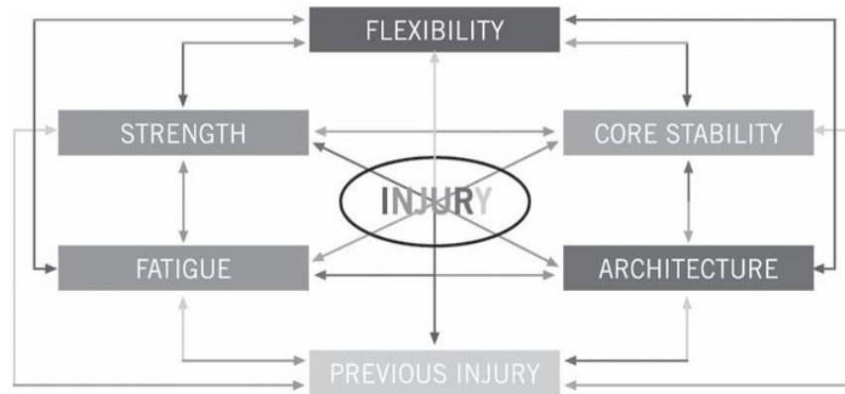 FLEXIBILITY
STRENGTH
CORE STABILITY
INJURY
FATIGUE
ARCHITECTURE
PREVIOUS INJURY